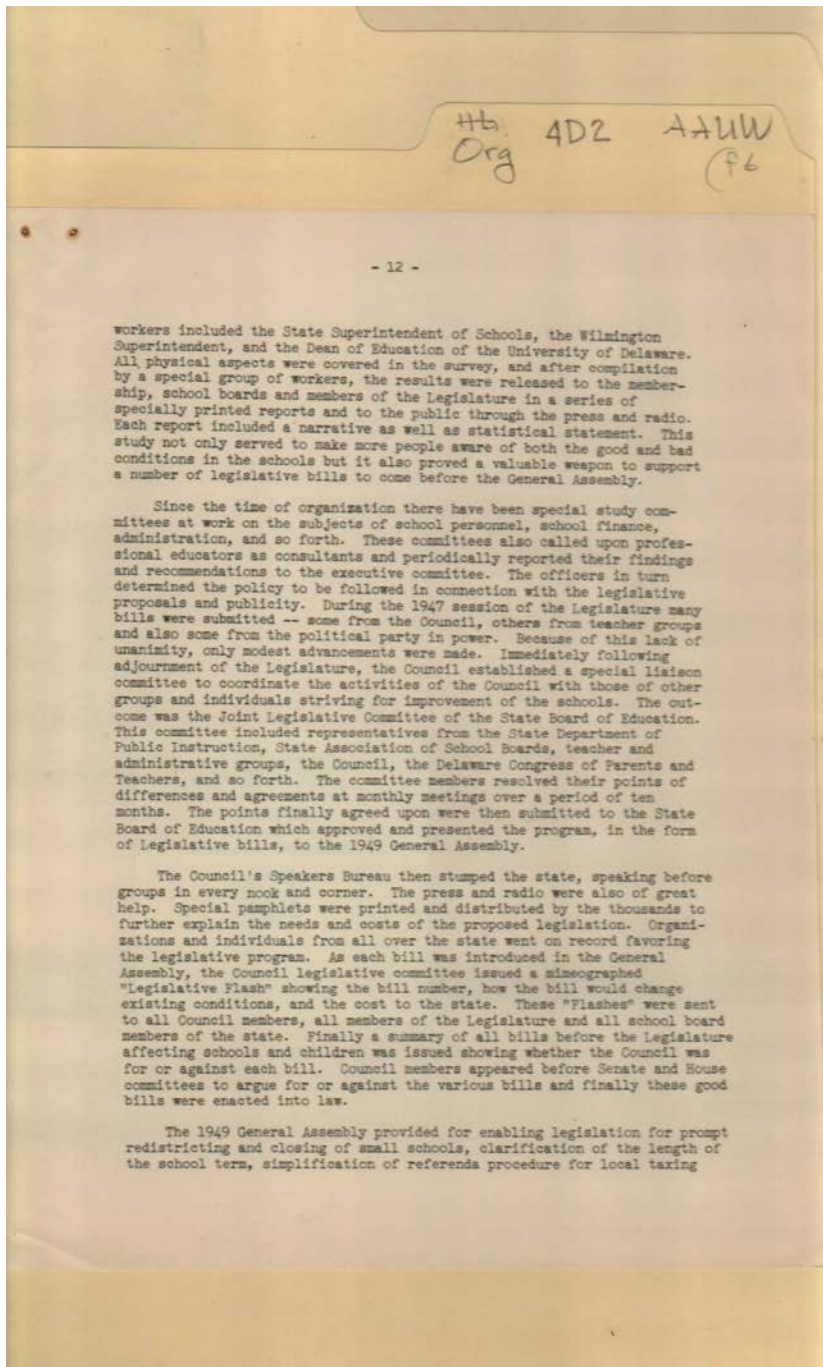 4D2 AAUW
Org
- 12 -
workers included the State Superintendent of Schools, the Wilmington
Superintendent, and the Dean of Education of the University of Delaware.
All physical aspects were covered in the survey, and after compilation
by a special group of workers, the results were released to the member-
ship, school boards and members of the Legislature in a series of
specially printed reports and to the public through the press and radio.
Each report included a narrative as well as statistical statement. This
study not only served to make more people aware of both the good and bad
conditions in the schools but it also proved a valuable weapon to support
a number of legislative bills to come before the General Assembly.
Since the time of organization there have been special study com-
mittees at work on the subjects of school personnel, school finance,
administration, and so forth. These committees also called upon profes-
sional educators as consultants and periodically reported their findings
and recommendations to the executive committee. The officers in turn
determined the policy to be followed in connection with the legislative
proposals and publicity. During the 1947 session of the Legislature many
bills were submitted -- some from the Council, others from teacher groups
and also some from the political party in power. Because of this lack of
unanimity, only modest advancements were made. Immediately following
adjournment of the Legislature, the Council established a special liaison
committee to coordinate the activities of the Council with those of other
groups and individuals striving for improvement of the schools. The out-
come was the Joint Legislative Committee of the State Board of Education.
This committee included representatives from the State Department of
Public Instruction, State Association of School Boards, teacher and
administrative groups, the Council, the Delaware Congress of Parents and
Teachers, and so forth. The committee members resolved their points of
differences and agreements at monthly meetings over a period of ten
months. The points finally agreed upon were then submitted to the State
Board of Education which approved and presented the program, in the form
of Legislative bills, to the 1949 General Assembly.
The Council's Speakers Bureau then stumped the state, speaking before
groups in every nook and corner. The press and radio were also of great
help. Special pamphlets were printed and distributed by the thousands to
further explain the needs and costs of the proposed legislation. Organi-
zations and individuals from all over the state went on record favoring
the legislative program. As each bill was introduced in the General
Assembly, the Council legislative committee issued a mimeographed
"Legislative Flash" showing the bill number, how the bill would change
existing conditions, and the cost to the state. These "Flashes" were sent
to all Council members, all members of the Legislature and all school board
members of the state. Finally a summary of all bills before the Legislature
affecting schools and children was issued showing whether the Council was
for or against each bill. Council members appeared before Senate and House
committees to argue for or against the various bills and finally these good
bills were enacted into law.
The 1949 General Assembly provided for enabling legislation for prompt
redistricting and closing of small schools, clarification of the length of
the school term, simplification of referenda procedure for local taxing